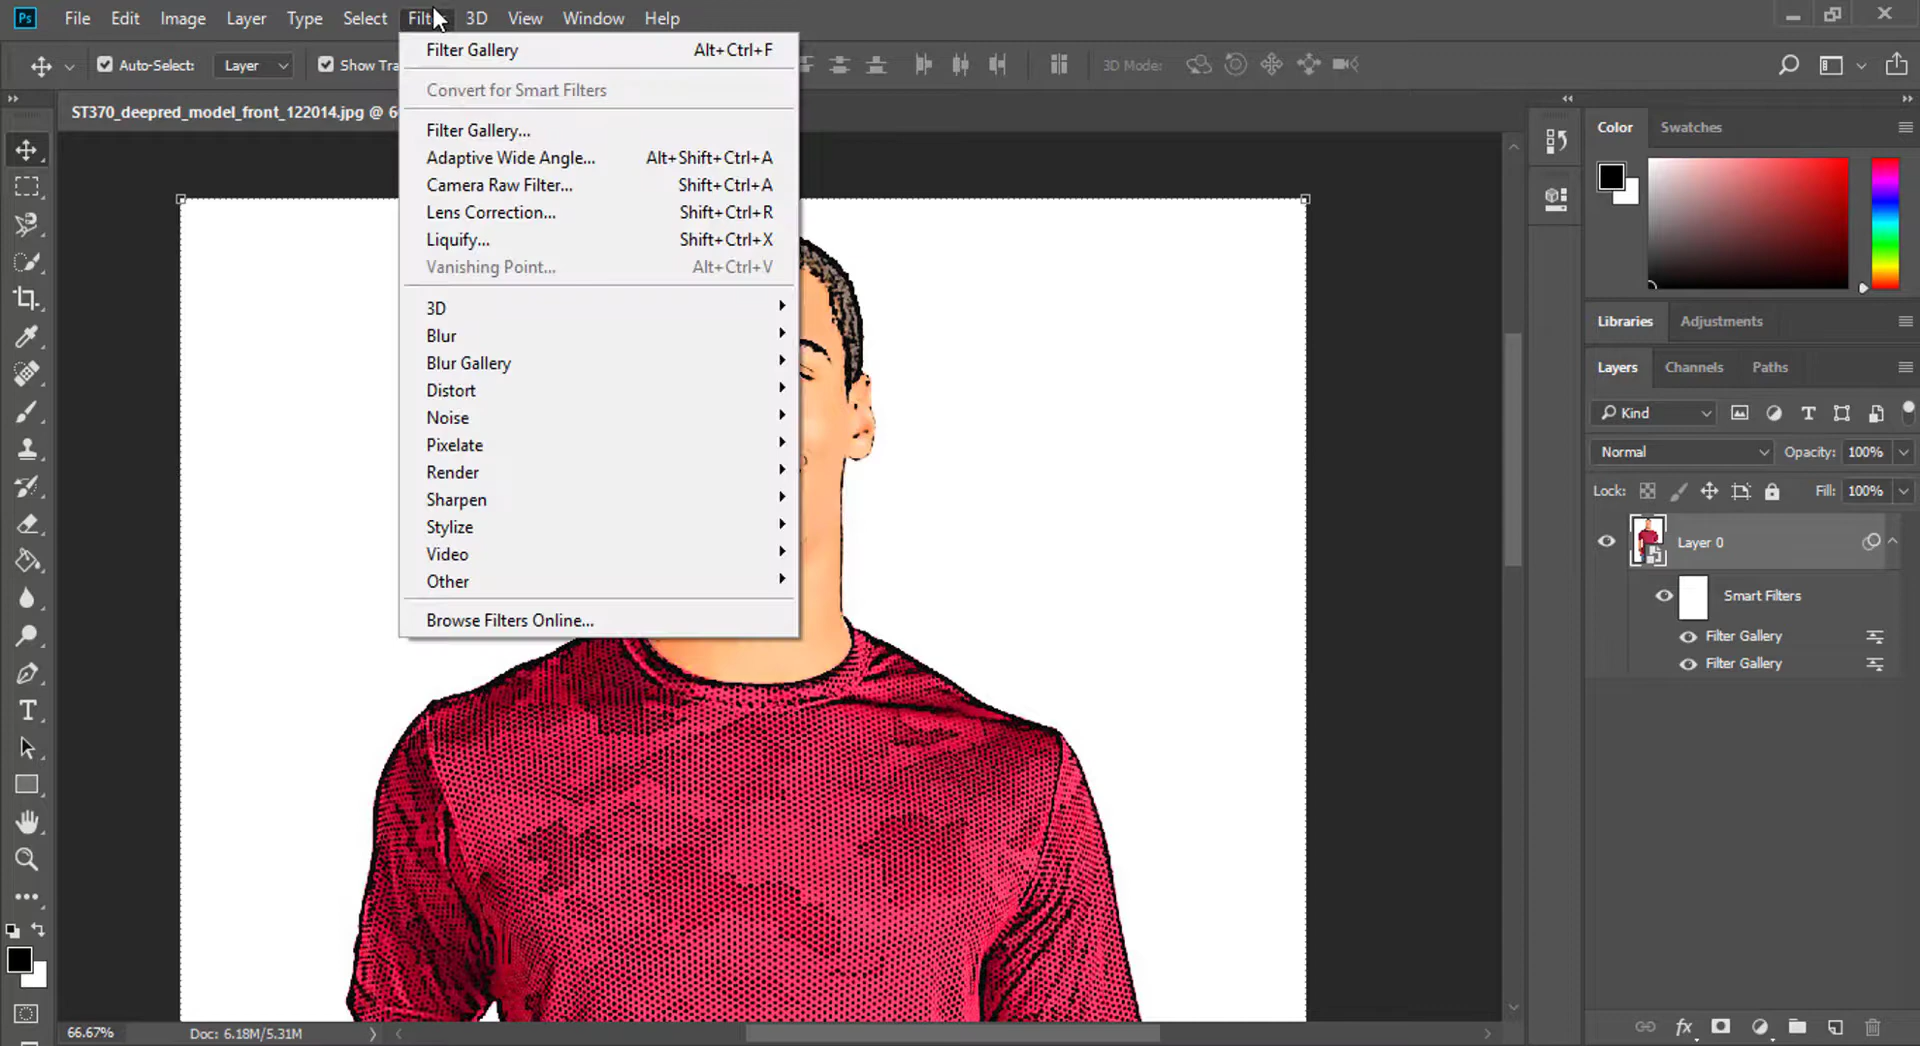 Ps File Edit Image Layer Type Select 3D View Window Help
Auto-Select: Layer Show 3D Mode:
ST370_deepred_model_front_122014.jpg @
Filter Gallery Alt+Ctrl+F
Convert for Smart Filters
Filter Gallery...
Adaptive Wide Angle... Alt+Shift+Ctrl+A
Camera Raw Filter... Shift+Ctrl+A
Lens Correction... Shift+Ctrl+R
Liquify... Shift+Ctrl+X
Vanishing Point... Alt+Ctrl+V
3D
Blur
Blur Gallery
Distort
Noise
Pixelate
Render
Sharpen
Stylize
Video
Other
Browse Filters Online...
Color Swatches
Libraries Adjustments
Layers Channels Paths
Kind
Normal Opacity: 100%
Lock: Fill: 100%
Layer 0
Smart Filters
Filter Gallery
Filter Gallery
66.67% Doc: 6.18M/5.31M